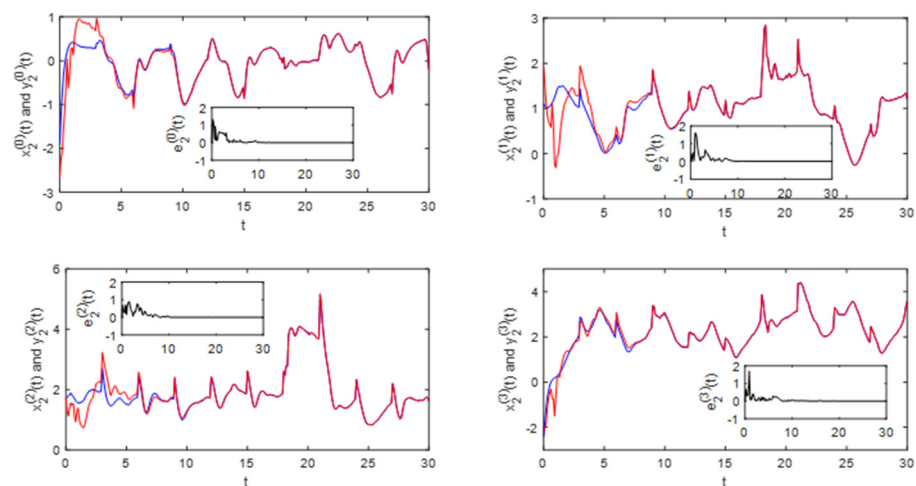 1
0
-1
-2
-3
x₂⁽⁰⁾(t) and y₂⁽⁰⁾(t)
2
1
0
-1
e₂⁽⁰⁾(t)
0 10 20 30
0 5 10 15 20 25 30
t
3
2
1
0
-1
x₂⁽¹⁾(t) and y₂⁽¹⁾(t)
2
1
0
-1
e₂⁽¹⁾(t)
0 10 20 30
0 5 10 15 20 25 30
t
6
4
2
0
x₂⁽²⁾(t) and y₂⁽²⁾(t)
2
1
0
-1
e₂⁽²⁾(t)
0 10 20 30
0 5 10 15 20 25 30
t
4
2
0
-2
x₂⁽³⁾(t) and y₂⁽³⁾(t)
2
1
0
-1
e₂⁽³⁾(t)
0 10 20 30
0 5 10 15 20 25 30
t